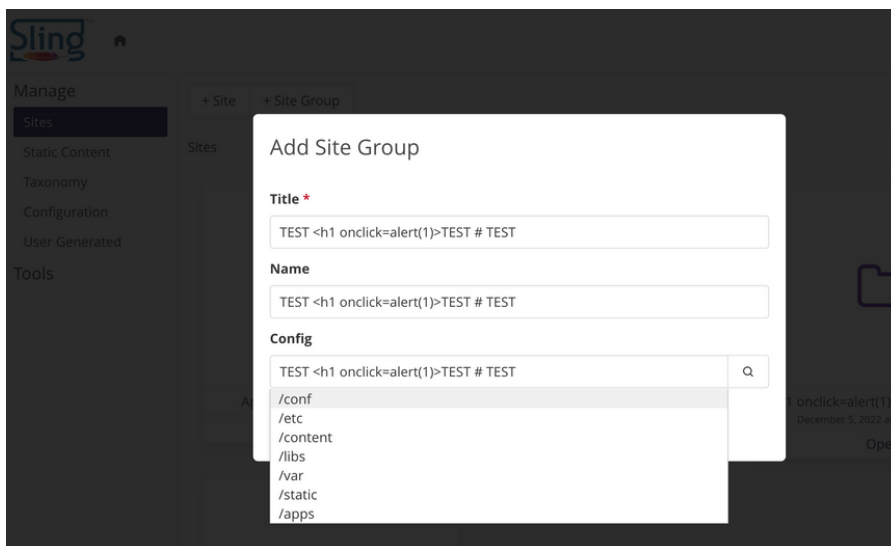 Sling
Manage
Sites
Static Content
Taxonomy
Configuration
User Generated
Tools
+ Site + Site Group
Sites
Add Site Group
Title *
TEST <h1 onclick=alert(1)>TEST # TEST
Name
TEST <h1 onclick=alert(1)>TEST # TEST
Config
TEST <h1 onclick=alert(1)>TEST # TEST
/conf
/etc
/content
/libs
/var
/static
/apps
1 onclick=alert(1)
December 5, 2022 a
Ope